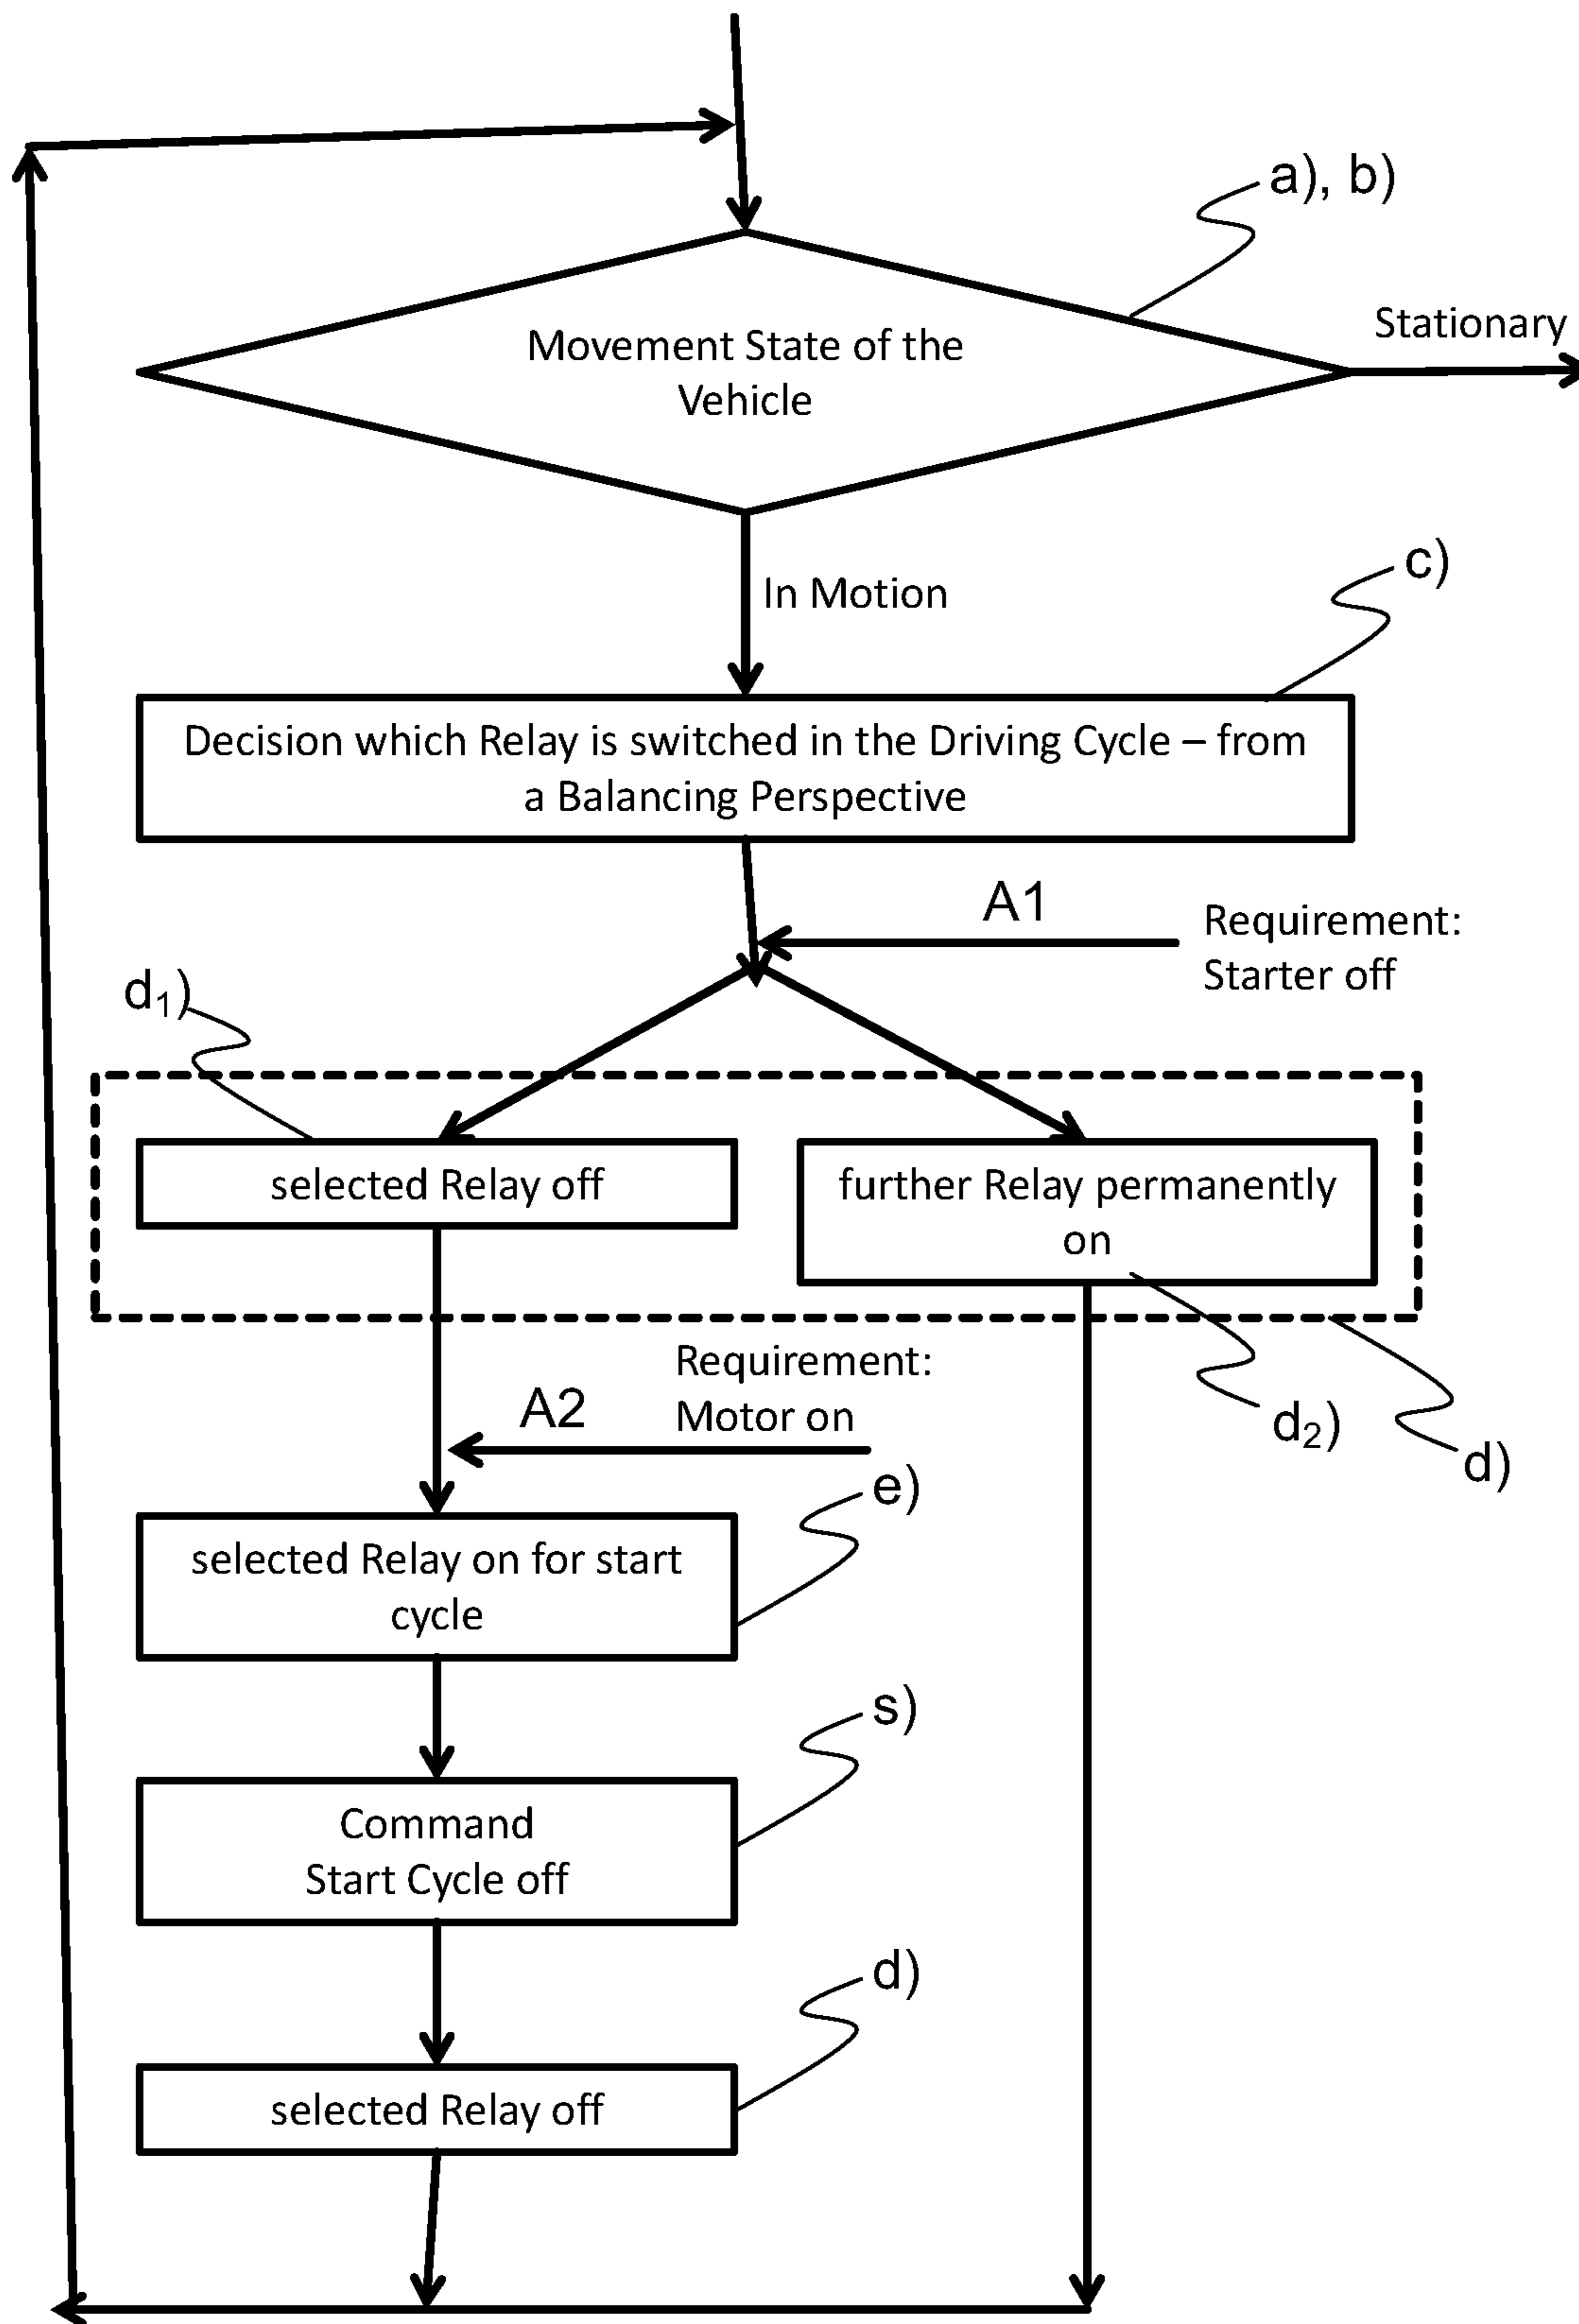 a), b)
Stationary
Movement State of the
Vehicle
In Motion
c)
Decision which Relay is switched in the Driving Cycle – from
a Balancing Perspective
A1
Requirement:
Starter off
d₁)
selected Relay off
further Relay permanently
on
Requirement:
Motor on
A2
d₂)
d)
e)
selected Relay on for start
cycle
s)
Command
Start Cycle off
d)
selected Relay off